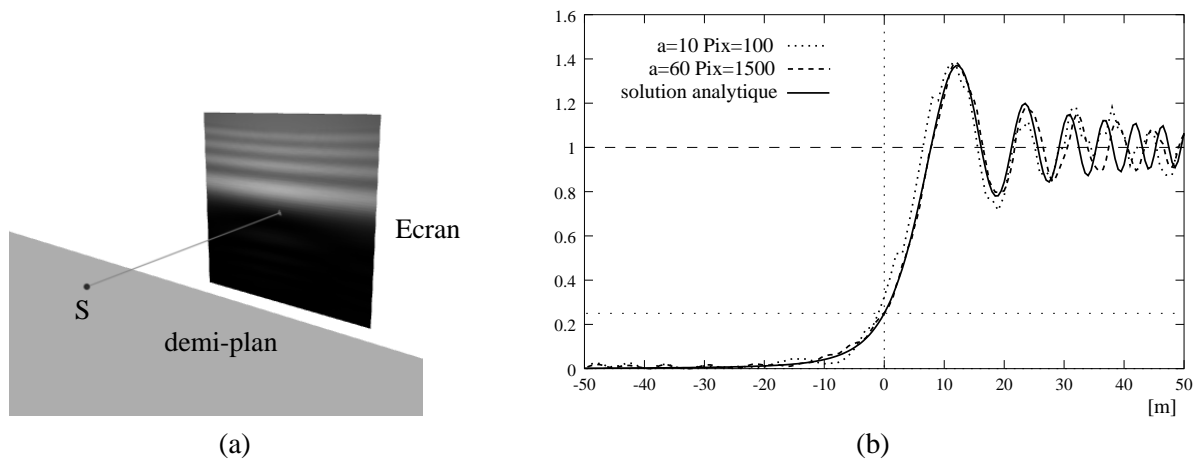 S
demi-plan
Ecran
(a)
1.6
1.4
1.2
1
0.8
0.6
0.4
0.2
0
a=10 Pix=100
a=60 Pix=1500
solution analytique
-50 -40 -30 -20 -10 0 10 20 30 40 50
[m]
(b)